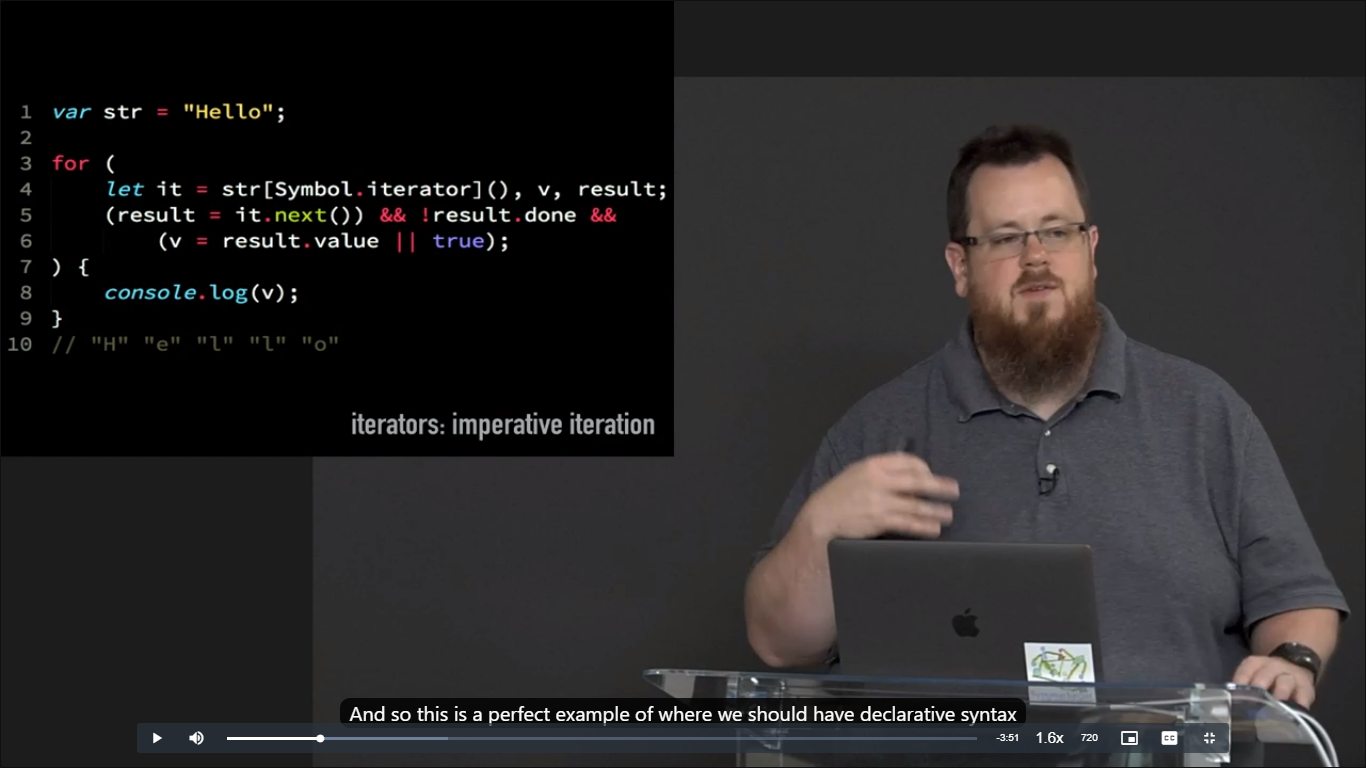 1 var str = "Hello";
2
3 for (
4     let it = str[Symbol.iterator](), v, result;
5     (result = it.next()) && !result.done &&
6         (v = result.value || true);
7 ) {
8     console.log(v);
9 }
10 // "H" "e" "l" "l" "o"
iterators: imperative iteration
And so this is a perfect example of where we should have declarative syntax
-3:51 1.6x 720 CC